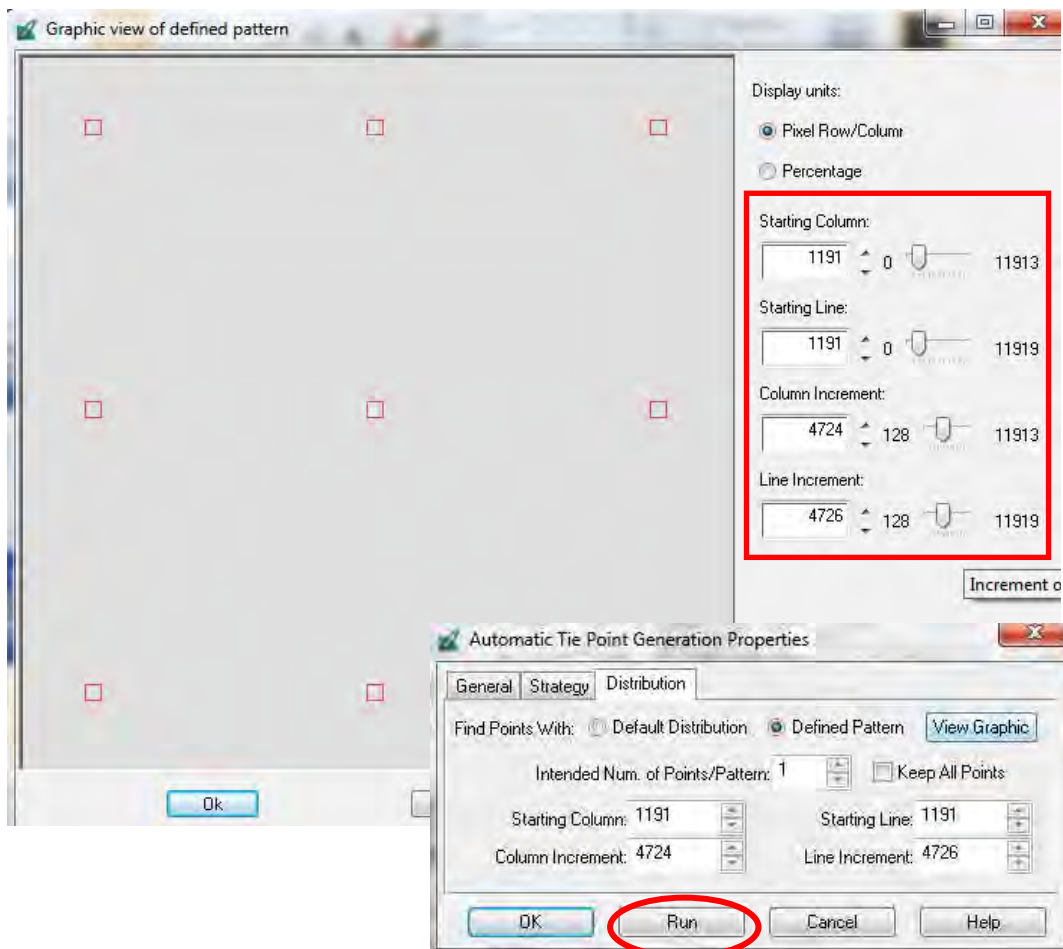 Graphic view of defined pattern
Display units:
Pixel Row/Column
Percentage
Starting Column:
1191 0 11913
Starting Line:
1191 0 11919
Column Increment:
4724 128 11913
Line Increment:
4726 128 11919
Increment o
Ok
Automatic Tie Point Generation Properties
General Strategy Distribution
Find Points With: Default Distribution Defined Pattern View Graphic
Intended Num. of Points/Pattern: 1 Keep All Points
Starting Column: 1191 Starting Line: 1191
Column Increment: 4724 Line Increment: 4726
OK Run Cancel Help